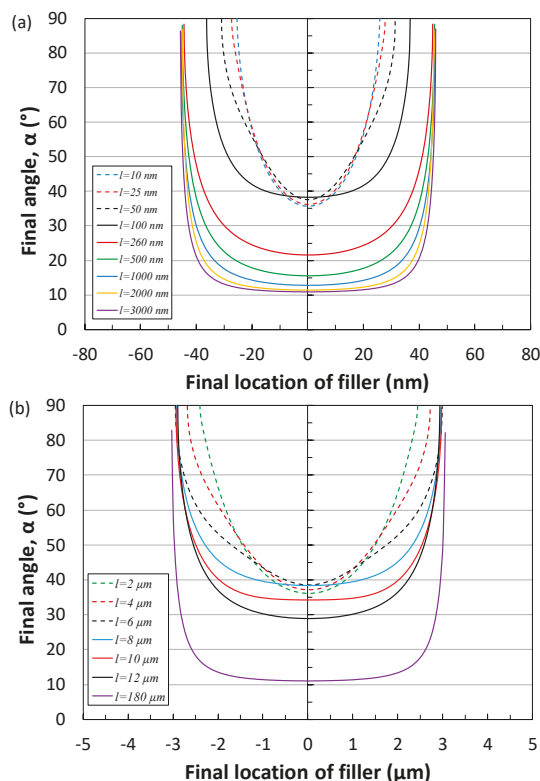 (a)
Final angle, α (°)
90
80
70
60
50
40
30
20
10
0
l=10 nm
l=25 nm
l=50 nm
l=100 nm
l=260 nm
l=500 nm
l=1000 nm
l=2000 nm
l=3000 nm
-80 -60 -40 -20 0 20 40 60 80
Final location of filler (nm)
(b)
Final angle, α (°)
90
80
70
60
50
40
30
20
10
0
l=2 μm
l=4 μm
l=6 μm
l=8 μm
l=10 μm
l=12 μm
l=180 μm
-5 -4 -3 -2 -1 0 1 2 3 4 5
Final location of filler (μm)